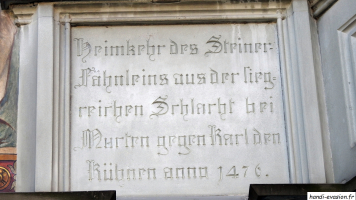 Heimkehr des Steiner-
Fähnleins aus der sieg-
reichen Schlacht bei
Murten gegen Karl den
Kühnen anno 1476.
handi-evasion.fr